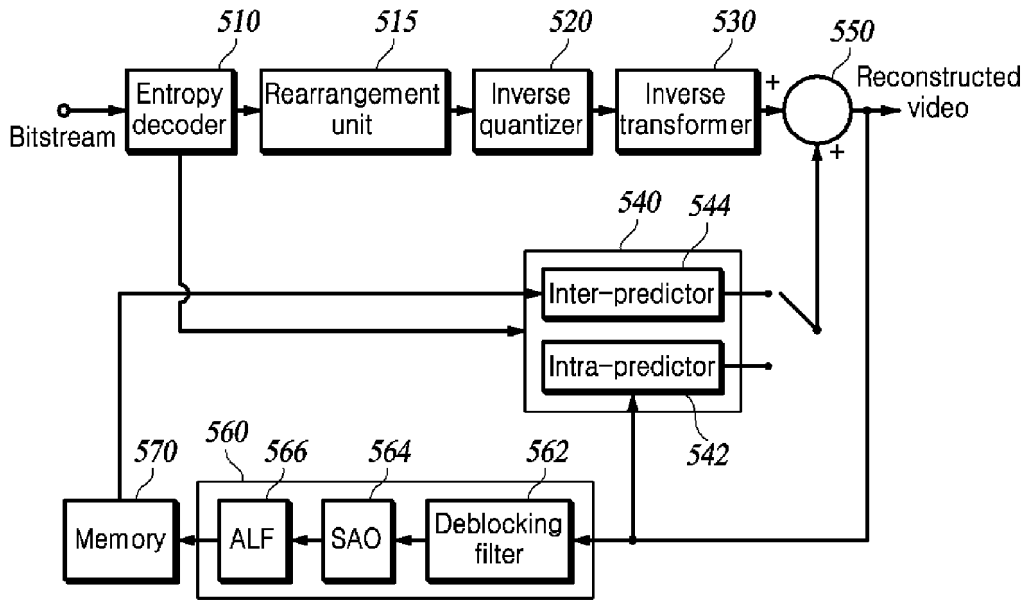 510
515
520
530
550
Entropy
decoder
Rearrangement
unit
Inverse
quantizer
Inverse
transformer
+
Reconstructed
video
Bitstream
+
540
544
Inter-predictor
Intra-predictor
542
570
560
566
564
562
Memory
ALF
SAO
Deblocking
filter